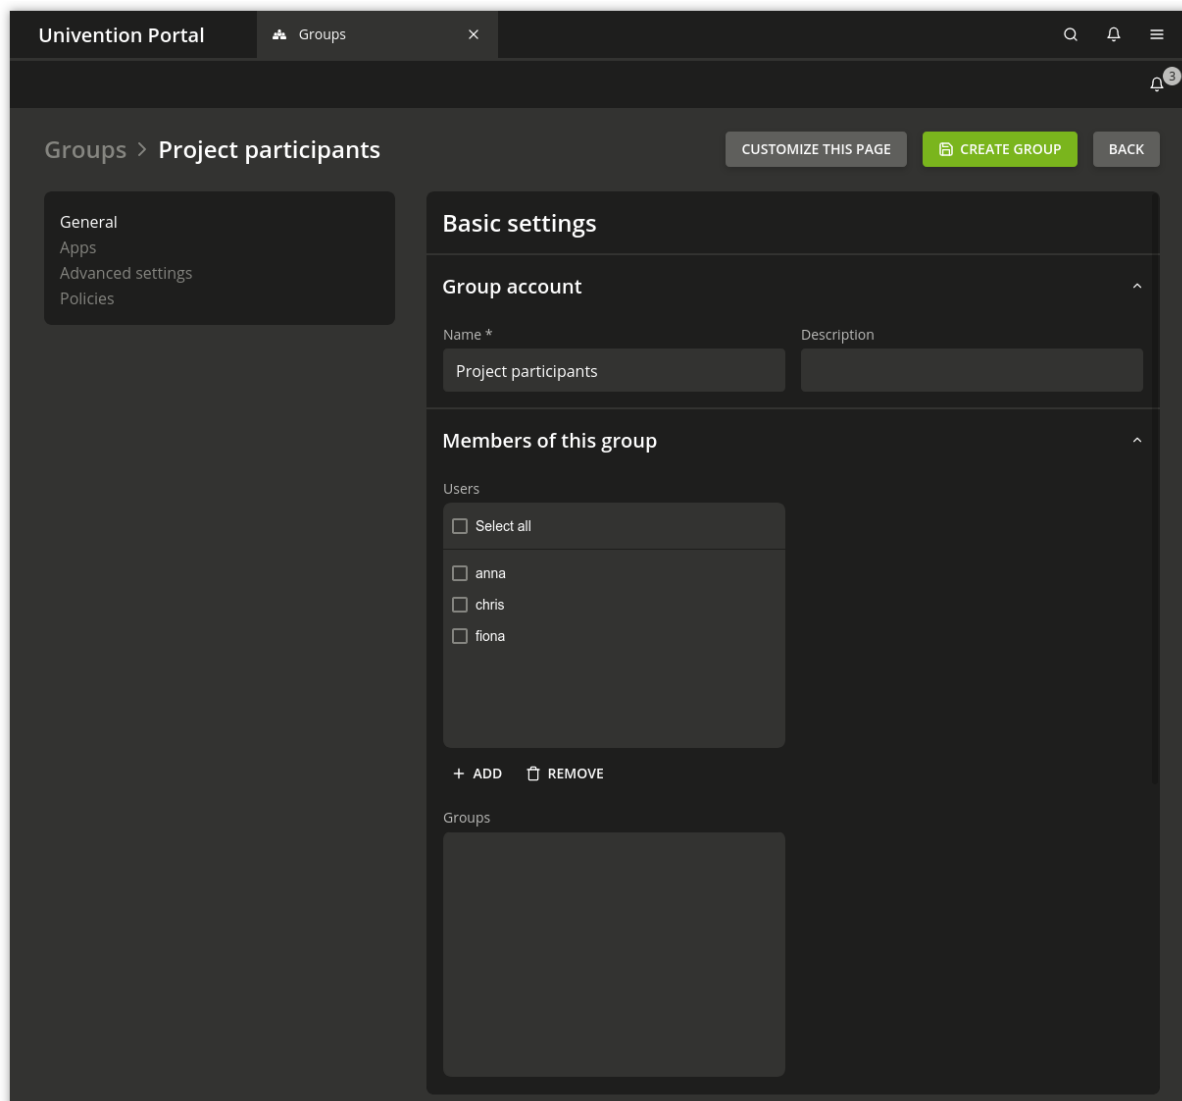 Univention Portal
Groups
3
Groups > Project participants
CUSTOMIZE THIS PAGE
CREATE GROUP
BACK
General
Apps
Advanced settings
Policies
Basic settings
Group account
Name *
Description
Project participants
Members of this group
Users
Select all
anna
chris
fiona
+ ADD
REMOVE
Groups